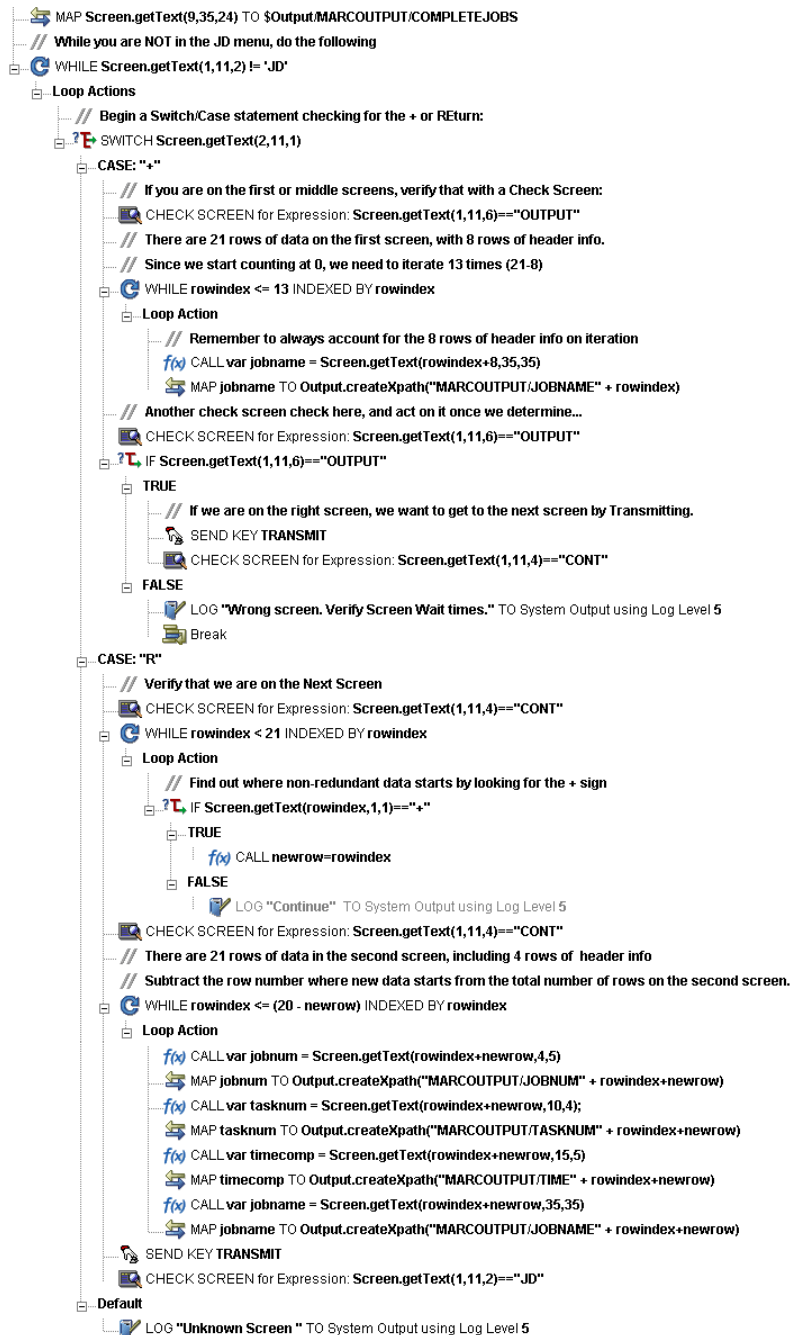 MAP Screen.getText(9,35,24) TO $Output/MARCOUTPUT/COMPLETEJOBS
// While you are NOT in the JD menu, do the following
WHILE Screen.getText(1,11,2) != 'JD'
Loop Actions
// Begin a Switch/Case statement checking for the + or REturn:
SWITCH Screen.getText(2,11,1)
CASE: "+"
// If you are on the first or middle screens, verify that with a Check Screen:
CHECK SCREEN for Expression: Screen.getText(1,11,6)=="OUTPUT"
// There are 21 rows of data on the first screen, with 8 rows of header info.
// Since we start counting at 0, we need to iterate 13 times (21-8)
WHILE rowindex <= 13 INDEXED BY rowindex
Loop Action
// Remember to always account for the 8 rows of header info on iteration
f(x) CALL var jobname = Screen.getText(rowindex+8,35,35)
MAP jobname TO Output.createXpath("MARCOUTPUT/JOBNAME" + rowindex)
// Another check screen check here, and act on it once we determine...
CHECK SCREEN for Expression: Screen.getText(1,11,6)=="OUTPUT"
IF Screen.getText(1,11,6)=="OUTPUT"
TRUE
// If we are on the right screen, we want to get to the next screen by Transmitting.
SEND KEY TRANSMIT
CHECK SCREEN for Expression: Screen.getText(1,11,4)=="CONT"
FALSE
LOG "Wrong screen. Verify Screen Wait times." TO System Output using Log Level 5
Break
CASE: "R"
// Verify that we are on the Next Screen
CHECK SCREEN for Expression: Screen.getText(1,11,4)=="CONT"
WHILE rowindex < 21 INDEXED BY rowindex
Loop Action
// Find out where non-redundant data starts by looking for the + sign
IF Screen.getText(rowindex,1,1)=="+"
TRUE
f(x) CALL newrow=rowindex
FALSE
LOG "Continue" TO System Output using Log Level 5
CHECK SCREEN for Expression: Screen.getText(1,11,4)=="CONT"
// There are 21 rows of data in the second screen, including 4 rows of header info
// Subtract the row number where new data starts from the total number of rows on the second screen.
WHILE rowindex <= (20 - newrow) INDEXED BY rowindex
Loop Action
f(x) CALL var jobnum = Screen.getText(rowindex+newrow,4,5)
MAP jobnum TO Output.createXpath("MARCOUTPUT/JOBNUM" + rowindex+newrow)
f(x) CALL var tasknum = Screen.getText(rowindex+newrow,10,4);
MAP tasknum TO Output.createXpath("MARCOUTPUT/TASKNUM" + rowindex+newrow)
f(x) CALL var timecomp = Screen.getText(rowindex+newrow,15,5)
MAP timecomp TO Output.createXpath("MARCOUTPUT/TIME" + rowindex+newrow)
f(x) CALL var jobname = Screen.getText(rowindex+newrow,35,35)
MAP jobname TO Output.createXpath("MARCOUTPUT/JOBNAME" + rowindex+newrow)
SEND KEY TRANSMIT
CHECK SCREEN for Expression: Screen.getText(1,11,2)=="JD"
Default
LOG "Unknown Screen " TO System Output using Log Level 5